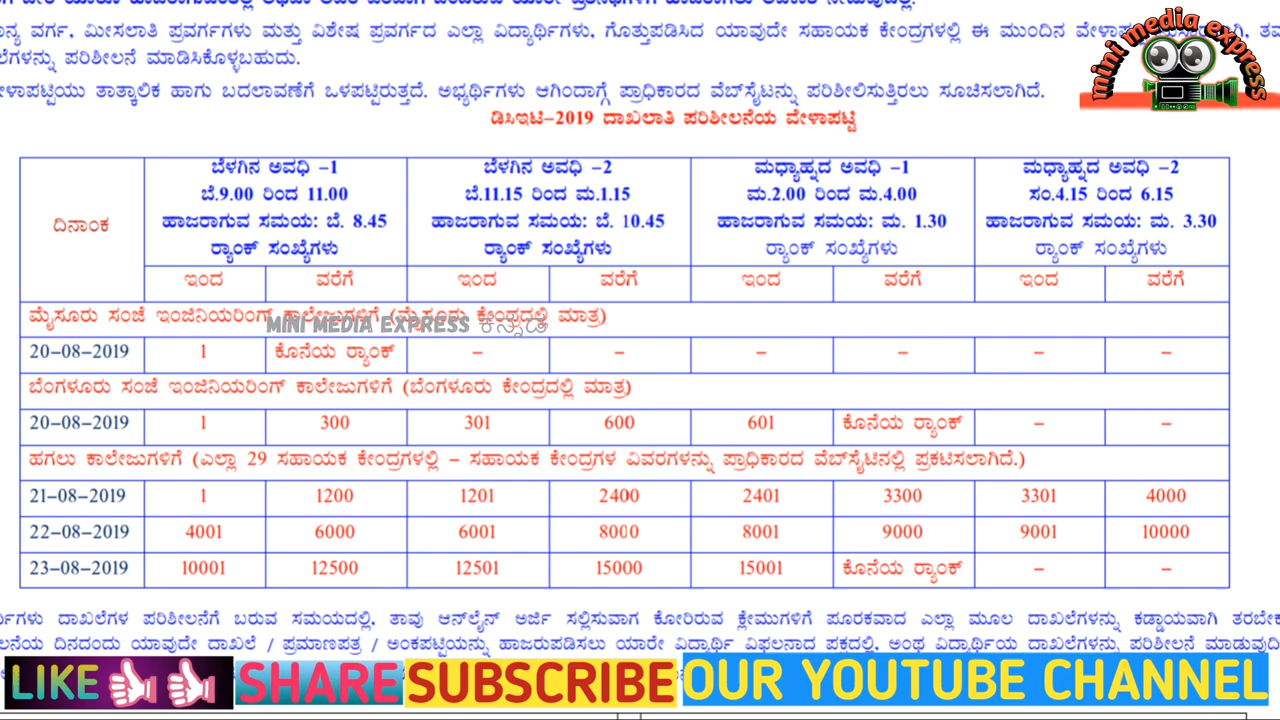 ವರ್ಗ, ಮೀಸಲಾತಿ ಪ್ರವರ್ಗಗಳು ಮತ್ತು ವಿಶೇಷ ಪ್ರವರ್ಗದ ಎಲ್ಲಾ ವಿದ್ಯಾರ್ಥಿಗಳು, ಗೊತ್ತುಪಡಿಸಿದ ಯಾವುದೇ ಸಹಾಯಕ ಕೇಂದ್ರಗಳಲ್ಲಿ ಈ ಮುಂದಿನ
ಪರಿಶೀಲನೆ ಮಾಡಿಸಿಕೊಳ್ಳಬಹುದು.
ತಾತ್ಕಾಲಿಕ ಹಾಗು ಬದಲಾವಣೆಗೆ ಒಳಪಟ್ಟಿರುತ್ತದೆ. ಅಭ್ಯರ್ಥಿಗಳು ಆಗಿಂದಾಗ್ಗೆ ಪ್ರಾಧಿಕಾರದ ವೆಬ್‌ಸೈಟನ್ನು ಪರಿಶೀಲಿಸುತ್ತಿರಲು ಸೂಚಿಸಲಾಗಿದೆ.
mini media express
ಡಿಸಿಇಟಿ-2019 ದಾಖಲಾತಿ ಪರಿಶೀಲನೆಯ ವೇಳಾಪಟ್ಟಿ
ದಿನಾಂಕ
ಬೆಳಗಿನ ಅವಧಿ -1 ಬೆಳಗಿನ ಅವಧಿ -2 ಮಧ್ಯಾಹ್ನದ ಅವಧಿ -1 ಮಧ್ಯಾಹ್ನದ ಅವಧಿ -2
ಬೆ.9.00 ರಿಂದ 11.00 ಬೆ.11.15 ರಿಂದ ಮ.1.15 ಮ.2.00 ರಿಂದ ಮ.4.00 ಸಂ.4.15 ರಿಂದ 6.15
ಹಾಜರಾಗುವ ಸಮಯ: ಬೆ. 8.45 ಹಾಜರಾಗುವ ಸಮಯ: ಬೆ. 10.45 ಹಾಜರಾಗುವ ಸಮಯ: ಮ. 1.30 ಹಾಜರಾಗುವ ಸಮಯ: ಮ. 3.30
ರ‍್ಯಾಂಕ್ ಸಂಖ್ಯೆಗಳು ರ‍್ಯಾಂಕ್ ಸಂಖ್ಯೆಗಳು ರ‍್ಯಾಂಕ್ ಸಂಖ್ಯೆಗಳು ರ‍್ಯಾಂಕ್ ಸಂಖ್ಯೆಗಳು
ಇಂದ ವರೆಗೆ ಇಂದ ವರೆಗೆ ಇಂದ ವರೆಗೆ ಇಂದ ವರೆಗೆ
ಮೈಸೂರು ಸಂಜೆ ಇಂಜಿನಿಯರಿಂಗ್ ಕಾಲೇಜುಗಳಿಗೆ (ಮೈಸೂರು ಕೇಂದ್ರದಲ್ಲಿ ಮಾತ್ರ)
MINI MEDIA EXPRESS ಕನ್ನಡ
20-08-2019 1 ಕೊನೆಯ ರ‍್ಯಾಂಕ್ - - - - - -
ಬೆಂಗಳೂರು ಸಂಜೆ ಇಂಜಿನಿಯರಿಂಗ್ ಕಾಲೇಜುಗಳಿಗೆ (ಬೆಂಗಳೂರು ಕೇಂದ್ರದಲ್ಲಿ ಮಾತ್ರ)
20-08-2019 1 300 301 600 601 ಕೊನೆಯ ರ‍್ಯಾಂಕ್ - -
ಹಗಲು ಕಾಲೇಜುಗಳಿಗೆ (ಎಲ್ಲಾ 29 ಸಹಾಯಕ ಕೇಂದ್ರಗಳಲ್ಲಿ – ಸಹಾಯಕ ಕೇಂದ್ರಗಳ ವಿವರಗಳನ್ನು ಪ್ರಾಧಿಕಾರದ ವೆಬ್‌ಸೈಟಿನಲ್ಲಿ ಪ್ರಕಟಿಸಲಾಗಿದೆ.)
21-08-2019 1 1200 1201 2400 2401 3300 3301 4000
22-08-2019 4001 6000 6001 8000 8001 9000 9001 10000
23-08-2019 10001 12500 12501 15000 15001 ಕೊನೆಯ ರ‍್ಯಾಂಕ್ - -
ದಾಖಲೆಗಳ ಪರಿಶೀಲನೆಗೆ ಬರುವ ಸಮಯದಲ್ಲಿ, ತಾವು ಆನ್‌ಲೈನ್ ಅರ್ಜಿ ಸಲ್ಲಿಸುವಾಗ ಕೋರಿರುವ ಕ್ಲೇಮುಗಳಿಗೆ ಪೂರಕವಾದ ಎಲ್ಲಾ ಮೂಲ ದಾಖಲೆಗಳನ್ನು ಕಡ್ಡಾಯವಾಗಿ
ದಿನದಂದು ಯಾವುದೇ ದಾಖಲೆ / ಪ್ರಮಾಣಪತ್ರ / ಅಂಕಪಟ್ಟಿಯನ್ನು ಹಾಜರುಪಡಿಸಲು ಯಾರೇ ವಿದ್ಯಾರ್ಥಿ ವಿಫಲನಾದ ಪಕ್ಷದಲ್ಲಿ, ಅಂಥ ವಿದ್ಯಾರ್ಥಿಯ ದಾಖಲೆಗಳನ್ನು ಪರಿಶೀಲನೆ
LIKE SHARE SUBSCRIBE OUR YOUTUBE CHANNEL